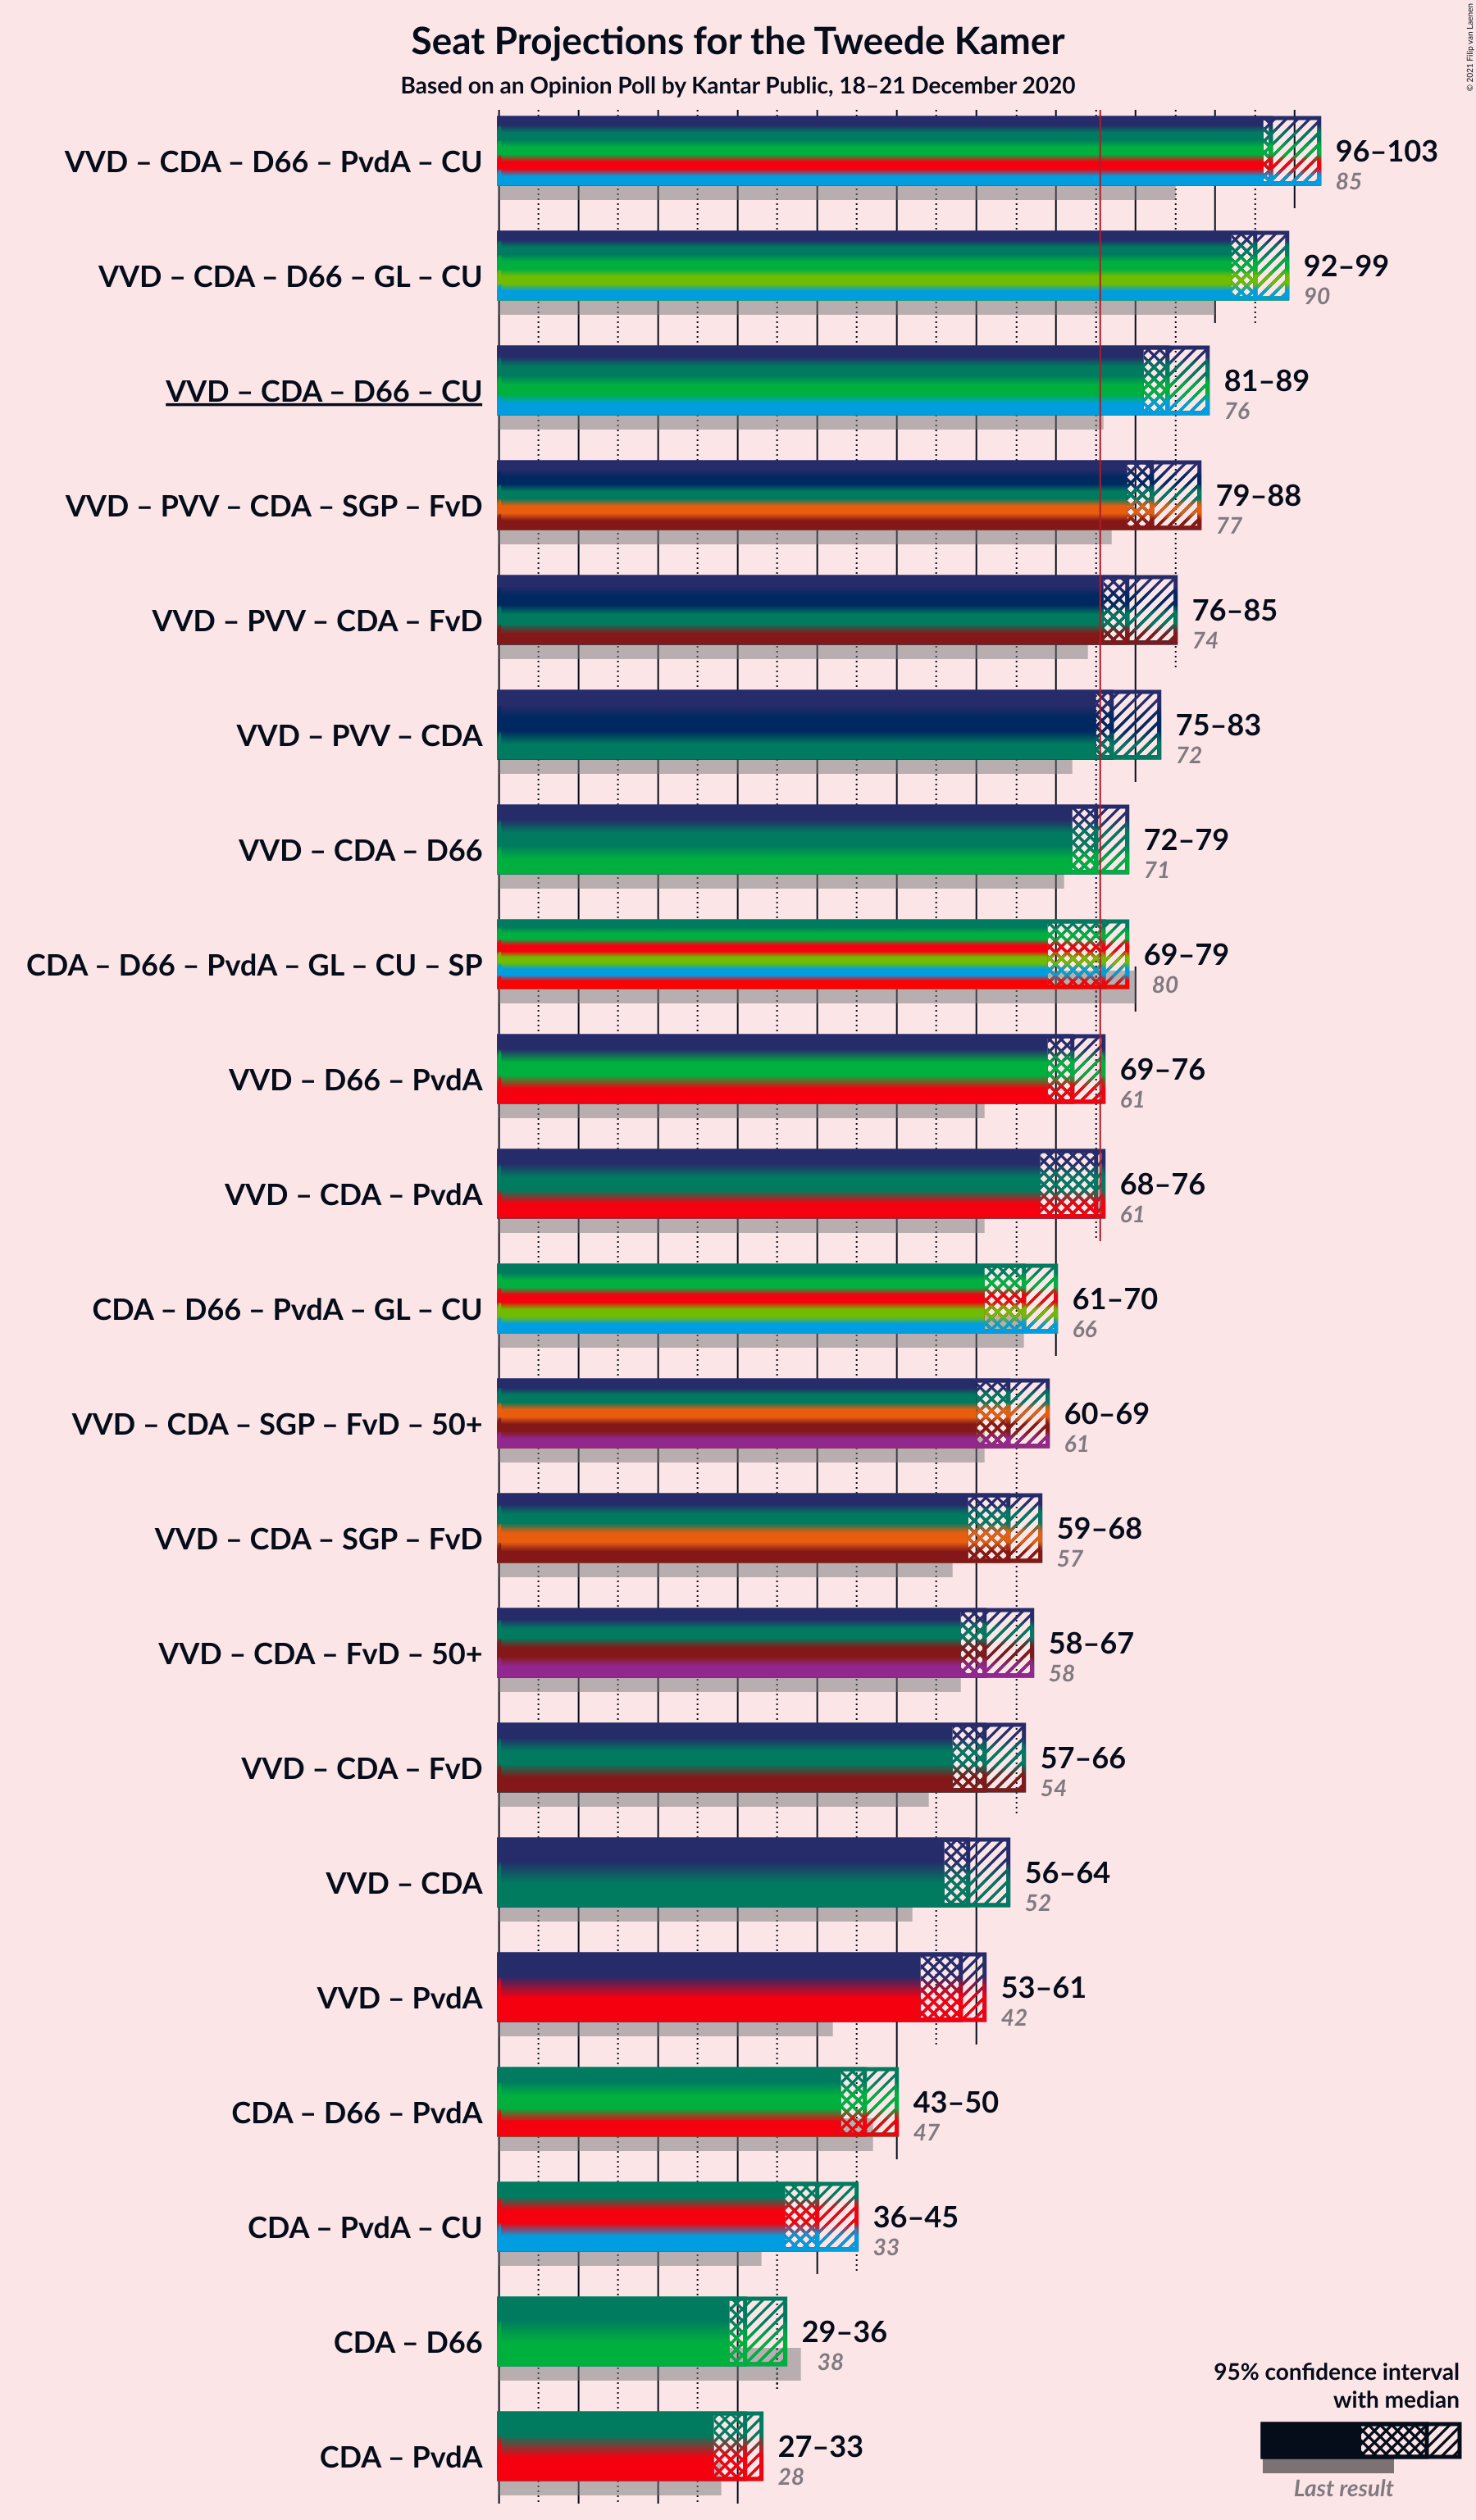 Seat Projections for the Tweede Kamer
Based on an Opinion Poll by Kantar Public, 18–21 December 2020
© 2021 Filip van Laenen
VVD – CDA – D66 – PvdA – CU
96–103
85
VVD – CDA – D66 – GL – CU
92–99
90
VVD – CDA – D66 – CU
81–89
76
VVD – PVV – CDA – SGP – FvD
79–88
77
VVD – PVV – CDA – FvD
76–85
74
VVD – PVV – CDA
75–83
72
VVD – CDA – D66
72–79
71
CDA – D66 – PvdA – GL – CU – SP
69–79
80
VVD – D66 – PvdA
69–76
61
VVD – CDA – PvdA
68–76
61
CDA – D66 – PvdA – GL – CU
61–70
66
VVD – CDA – SGP – FvD – 50+
60–69
61
VVD – CDA – SGP – FvD
59–68
57
VVD – CDA – FvD – 50+
58–67
58
VVD – CDA – FvD
57–66
54
VVD – CDA
56–64
52
VVD – PvdA
53–61
42
CDA – D66 – PvdA
43–50
47
CDA – PvdA – CU
36–45
33
CDA – D66
29–36
38
CDA – PvdA
27–33
28
95% confidence interval
with median
Last result